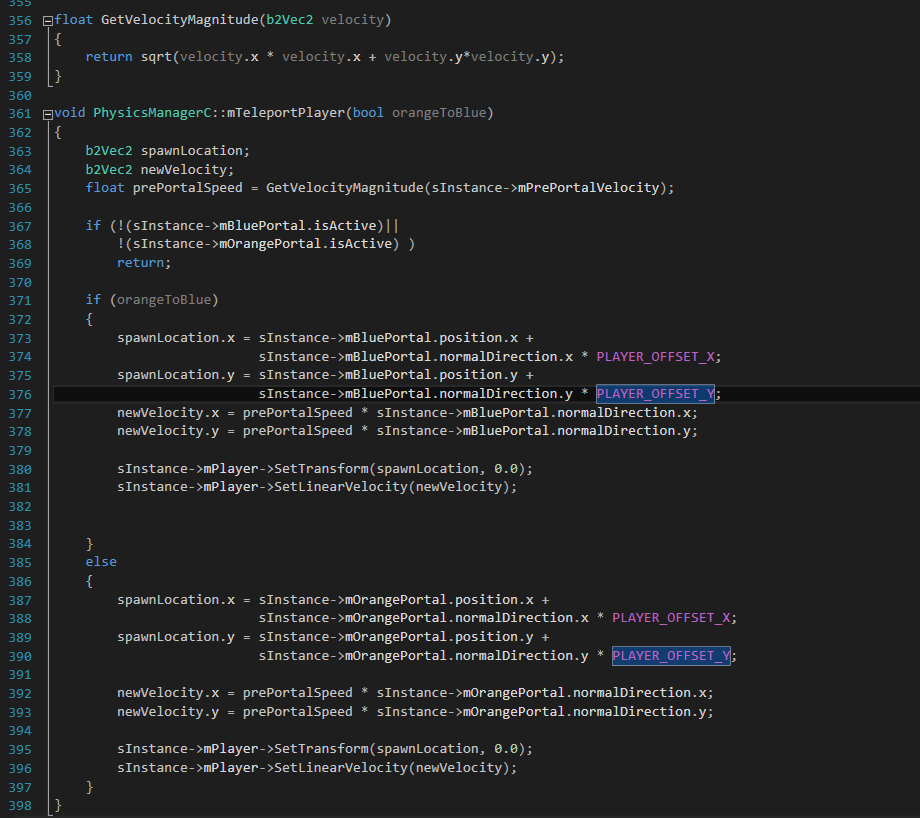 355
356 float GetVelocityMagnitude(b2Vec2 velocity)
357 {
358     return sqrt(velocity.x * velocity.x + velocity.y*velocity.y);
359 }
360
361 void PhysicsManagerC::mTeleportPlayer(bool orangeToBlue)
362 {
363     b2Vec2 spawnLocation;
364     b2Vec2 newVelocity;
365     float prePortalSpeed = GetVelocityMagnitude(sInstance->mPrePortalVelocity);
366
367     if (!(sInstance->mBluePortal.isActive)||
368         !(sInstance->mOrangePortal.isActive) )
369         return;
370
371     if (orangeToBlue)
372     {
373         spawnLocation.x = sInstance->mBluePortal.position.x +
374                           sInstance->mBluePortal.normalDirection.x * PLAYER_OFFSET_X;
375         spawnLocation.y = sInstance->mBluePortal.position.y +
376                           sInstance->mBluePortal.normalDirection.y * PLAYER_OFFSET_Y;
377         newVelocity.x = prePortalSpeed * sInstance->mBluePortal.normalDirection.x;
378         newVelocity.y = prePortalSpeed * sInstance->mBluePortal.normalDirection.y;
379
380         sInstance->mPlayer->SetTransform(spawnLocation, 0.0);
381         sInstance->mPlayer->SetLinearVelocity(newVelocity);
382
383
384     }
385     else
386     {
387         spawnLocation.x = sInstance->mOrangePortal.position.x +
388                           sInstance->mOrangePortal.normalDirection.x * PLAYER_OFFSET_X;
389         spawnLocation.y = sInstance->mOrangePortal.position.y +
390                           sInstance->mOrangePortal.normalDirection.y * PLAYER_OFFSET_Y;
391
392         newVelocity.x = prePortalSpeed * sInstance->mOrangePortal.normalDirection.x;
393         newVelocity.y = prePortalSpeed * sInstance->mOrangePortal.normalDirection.y;
394
395         sInstance->mPlayer->SetTransform(spawnLocation, 0.0);
396         sInstance->mPlayer->SetLinearVelocity(newVelocity);
397     }
398 }